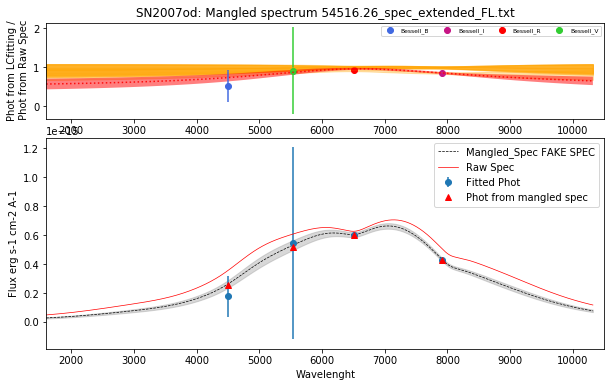 SN2007od: Mangled spectrum 54516.26_spec_extended_FL.txt
Phot from LCfitting /
Phot from Raw Spec
2
1
0
Bessell_B
Bessell_I
Bessell_R
Bessell_V
2000 3000 4000 5000 6000 7000 8000 9000 10000
Flux erg s-1 cm-2 A-1
1.2
1.0
0.8
0.6
0.4
0.2
0.0
Mangled_Spec FAKE SPEC
Raw Spec
Fitted Phot
Phot from mangled spec
2000 3000 4000 5000 6000 7000 8000 9000 10000
Wavelenght